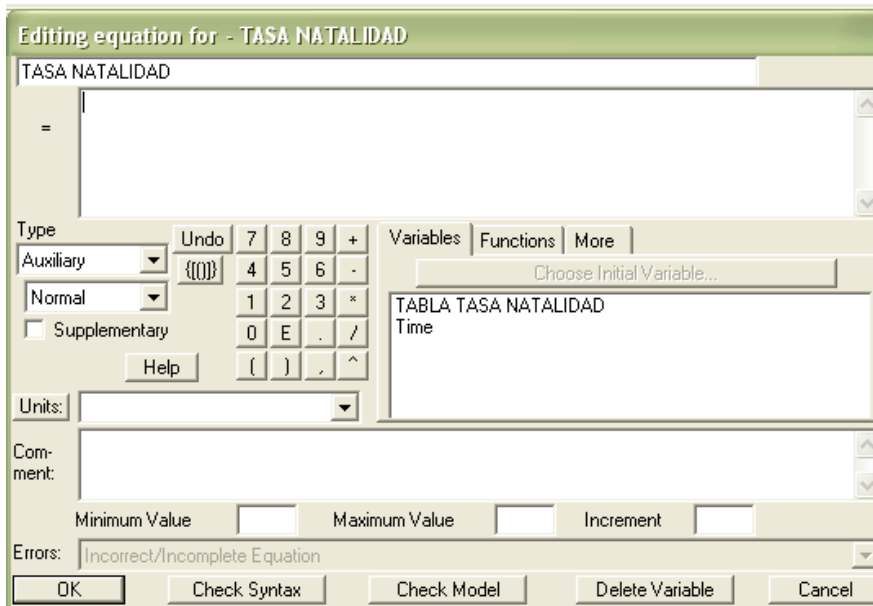 Editing equation for - TASA NATALIDAD
TASA NATALIDAD
=
Type
Auxiliary
Normal
Supplementary
Help
Undo 7 8 9 +
{[()]} 4 5 6 -
1 2 3 *
0 E . /
( ) , ^
Variables Functions More
Choose Initial Variable...
TABLA TASA NATALIDAD
Time
Units:
Com-
ment:
Minimum Value Maximum Value Increment
Errors: Incorrect/Incomplete Equation
OK Check Syntax Check Model Delete Variable Cancel